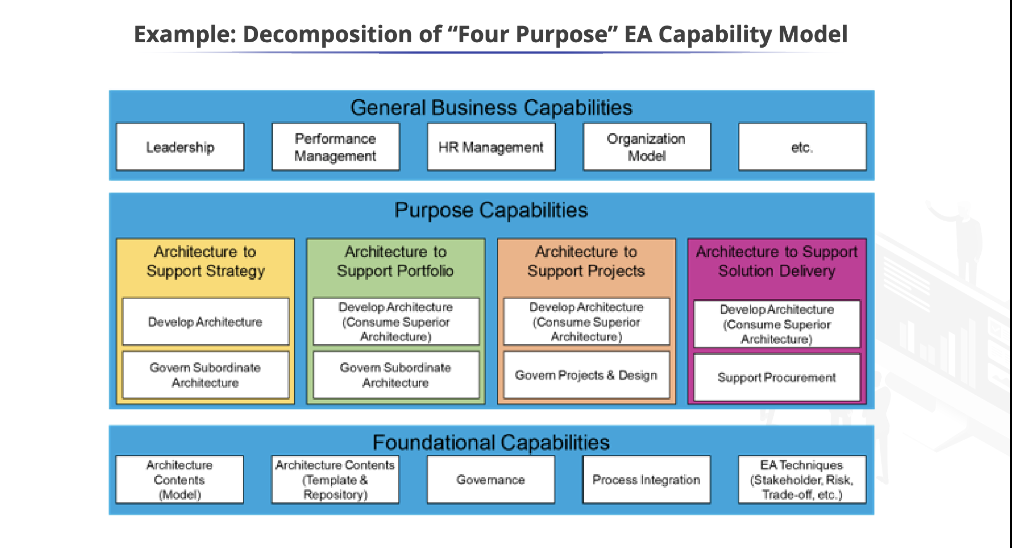 Example: Decomposition of “Four Purpose” EA Capability Model
General Business Capabilities
Leadership
Performance
Management
HR Management
Organization
Model
etc.
Purpose Capabilities
Architecture to
Support Strategy
Develop Architecture
Govern Subordinate
Architecture
Architecture to
Support Portfolio
Develop Architecture
(Consume Superior
Architecture)
Govern Subordinate
Architecture
Architecture to
Support Projects
Develop Architecture
(Consume Superior
Architecture)
Govern Projects & Design
Architecture to Support
Solution Delivery
Develop Architecture
(Consume Superior
Architecture)
Support Procurement
Foundational Capabilities
Architecture
Contents
(Model)
Architecture Contents
(Template &
Repository)
Governance
Process Integration
EA Techniques
(Stakeholder, Risk,
Trade-off, etc.)